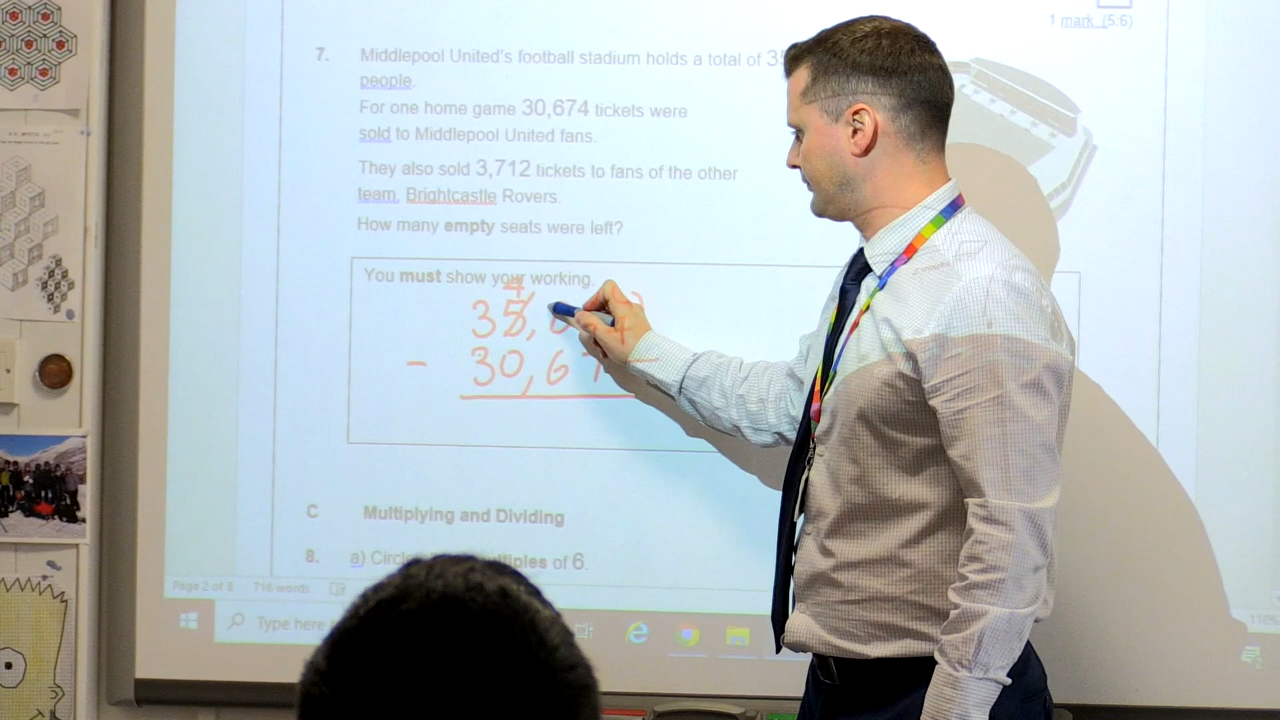 1 mark (5:6)
7. Middlepool United's football stadium holds a total of 35
people.
For one home game 30,674 tickets were
sold to Middlepool United fans.
They also sold 3,712 tickets to fans of the other
team, Brightcastle Rovers.
How many empty seats were left?
You must show your working.
4
35,
- 30,67
C Multiplying and Dividing
8. a) Circle of 6.
Page 2 of 8 716 words
Type here